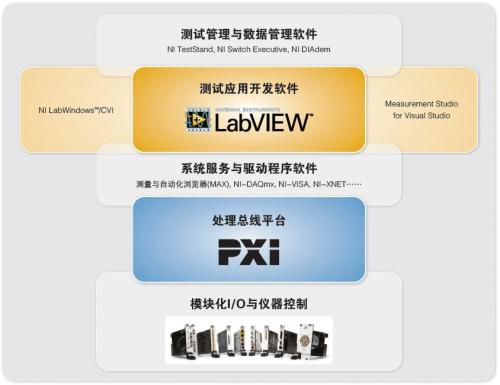 测试管理与数据管理软件
NI TestStand, NI Switch Executive, NI DIAdem
测试应用开发软件
NATIONAL INSTRUMENTS
LabVIEW™
NI LabWindows™/CVI
Measurement Studio
for Visual Studio
系统服务与驱动程序软件
测量与自动化浏览器(MAX), NI-DAQmx, NI-VISA, NI-XNET……
处理总线平台
PXI
模块化I/O与仪器控制